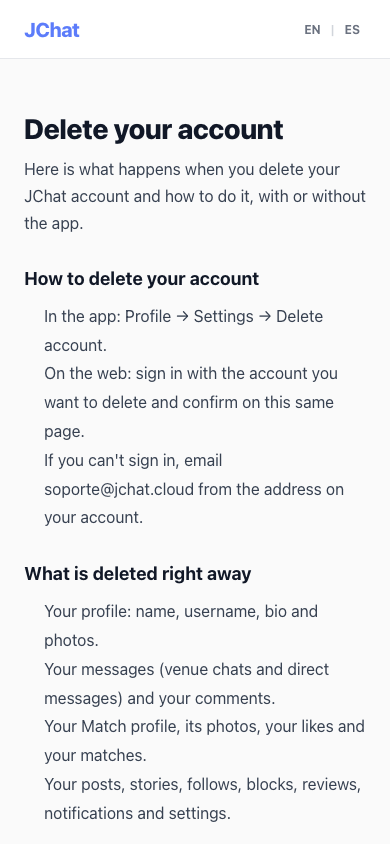 JChat
EN | ES
Delete your account
Here is what happens when you delete your
JChat account and how to do it, with or without
the app.
How to delete your account
In the app: Profile → Settings → Delete
account.
On the web: sign in with the account you
want to delete and confirm on this same
page.
If you can't sign in, email
soporte@jchat.cloud from the address on
your account.
What is deleted right away
Your profile: name, username, bio and
photos.
Your messages (venue chats and direct
messages) and your comments.
Your Match profile, its photos, your likes and
your matches.
Your posts, stories, follows, blocks, reviews,
notifications and settings.